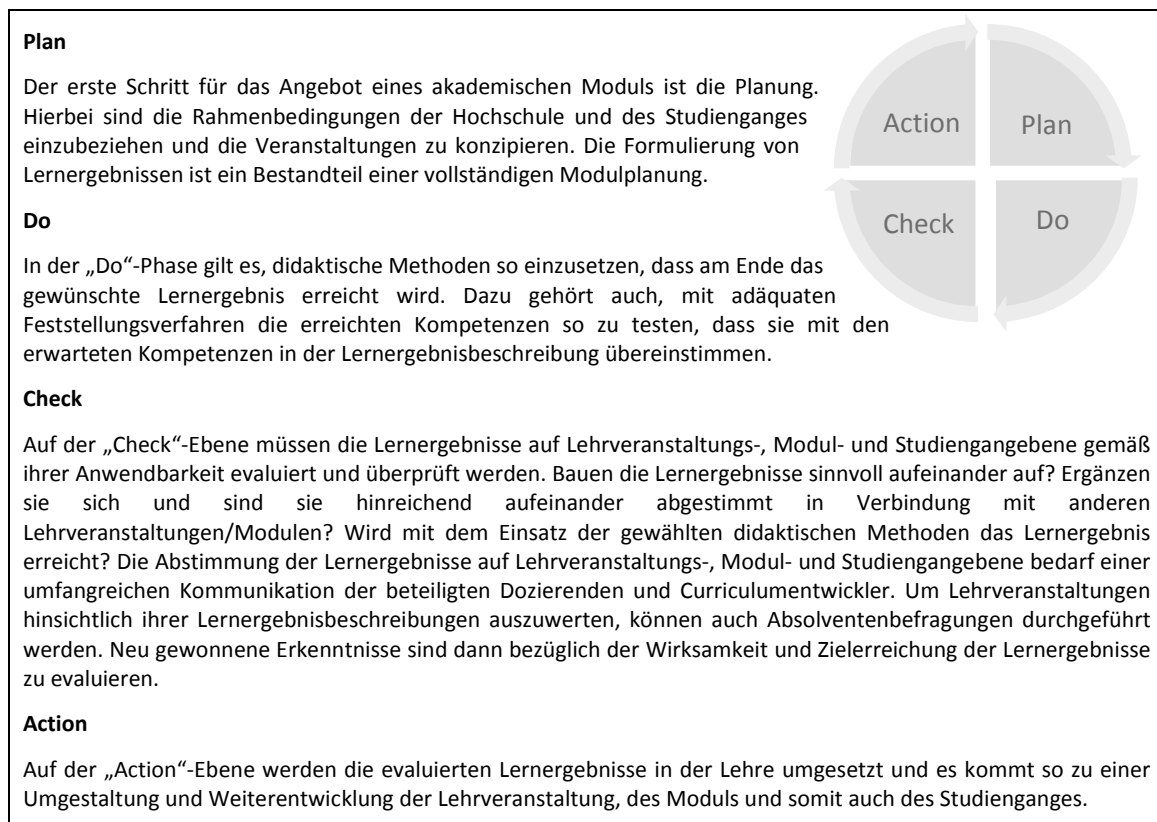 Plan
Der erste Schritt für das Angebot eines akademischen Moduls ist die Planung.
Hierbei sind die Rahmenbedingungen der Hochschule und des Studienganges
einzubeziehen und die Veranstaltungen zu konzipieren. Die Formulierung von
Lernergebnissen ist ein Bestandteil einer vollständigen Modulplanung.
Action
Plan
Check
Do
Do
In der „Do“-Phase gilt es, didaktische Methoden so einzusetzen, dass am Ende das
gewünschte Lernergebnis erreicht wird. Dazu gehört auch, mit adäquaten
Feststellungsverfahren die erreichten Kompetenzen so zu testen, dass sie mit den
erwarteten Kompetenzen in der Lernergebnisbeschreibung übereinstimmen.
Check
Auf der „Check“-Ebene müssen die Lernergebnisse auf Lehrveranstaltungs-, Modul- und Studiengangebene gemäß
ihrer Anwendbarkeit evaluiert und überprüft werden. Bauen die Lernergebnisse sinnvoll aufeinander auf? Ergänzen
sie sich und sind sie hinreichend aufeinander abgestimmt in Verbindung mit anderen
Lehrveranstaltungen/Modulen? Wird mit dem Einsatz der gewählten didaktischen Methoden das Lernergebnis
erreicht? Die Abstimmung der Lernergebnisse auf Lehrveranstaltungs-, Modul- und Studiengangebene bedarf einer
umfangreichen Kommunikation der beteiligten Dozierenden und Curriculumentwickler. Um Lehrveranstaltungen
hinsichtlich ihrer Lernergebnisbeschreibungen auszuwerten, können auch Absolventenbefragungen durchgeführt
werden. Neu gewonnene Erkenntnisse sind dann bezüglich der Wirksamkeit und Zielerreichung der Lernergebnisse
zu evaluieren.
Action
Auf der „Action“-Ebene werden die evaluierten Lernergebnisse in der Lehre umgesetzt und es kommt so zu einer
Umgestaltung und Weiterentwicklung der Lehrveranstaltung, des Moduls und somit auch des Studienganges.